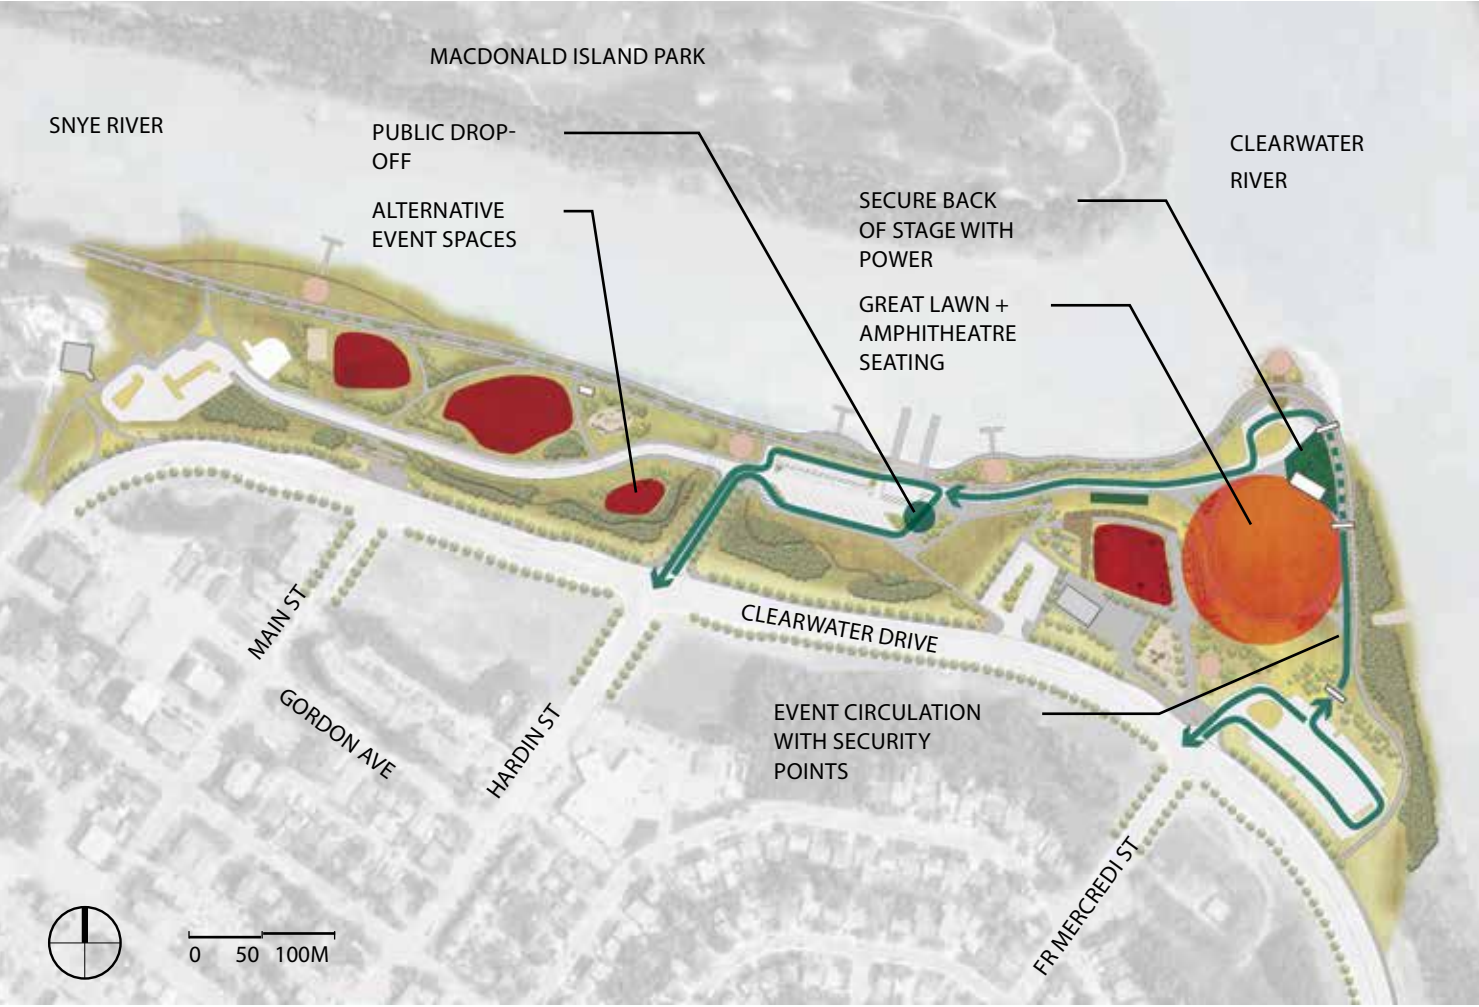 MACDONALD ISLAND PARK
SNYE RIVER
PUBLIC DROP-
OFF
CLEARWATER
RIVER
ALTERNATIVE
EVENT SPACES
SECURE BACK
OF STAGE WITH
POWER
GREAT LAWN +
AMPHITHEATRE
SEATING
MAIN ST
CLEARWATER DRIVE
GORDON AVE
HARDIN ST
EVENT CIRCULATION
WITH SECURITY
POINTS
FR MERCREDI ST
0 50 100M